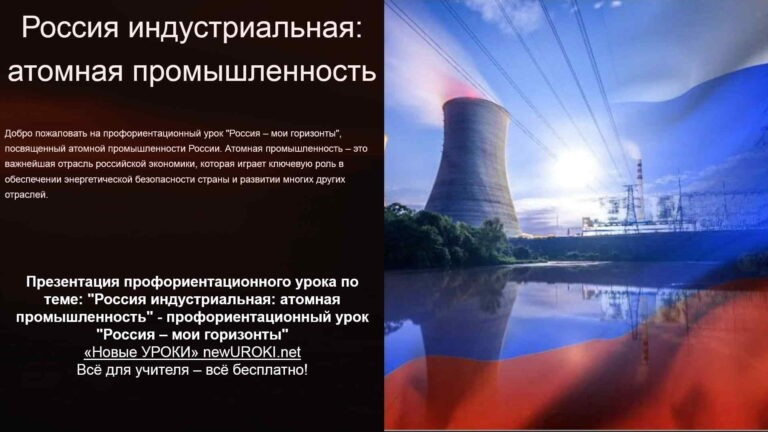 Россия индустриальная:
атомная промышленность
Добро пожаловать на профориентационный урок "Россия – мои горизонты",
посвященный атомной промышленности России. Атомная промышленность – это
важнейшая отрасль российской экономики, которая играет ключевую роль в
обеспечении энергетической безопасности страны и развитии многих других
отраслей.
Презентация профориентационного урока по
теме: "Россия индустриальная: атомная
промышленность" - профориентационный урок
"Россия – мои горизонты"
«Новые УРОКИ» newUROKI.net
Всё для учителя – всё бесплатно!